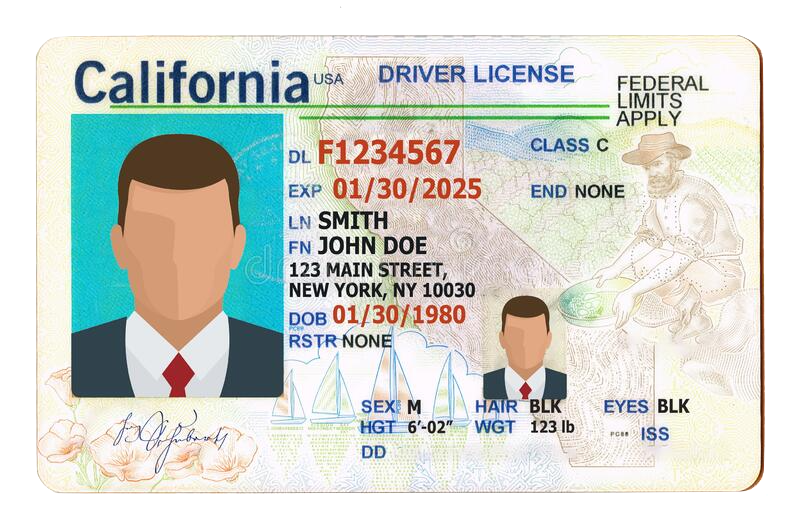 California USA DRIVER LICENSE
FEDERAL
LIMITS
APPLY
DL F1234567
CLASS C
EXP 01/30/2025
END NONE
LN SMITH
FN JOHN DOE
123 MAIN STREET,
NEW YORK, NY 10030
DOB 01/30/1980
RSTR NONE
SEX M HAIR BLK EYES BLK
HGT 6'-02" WGT 123 lb
ISS
DD